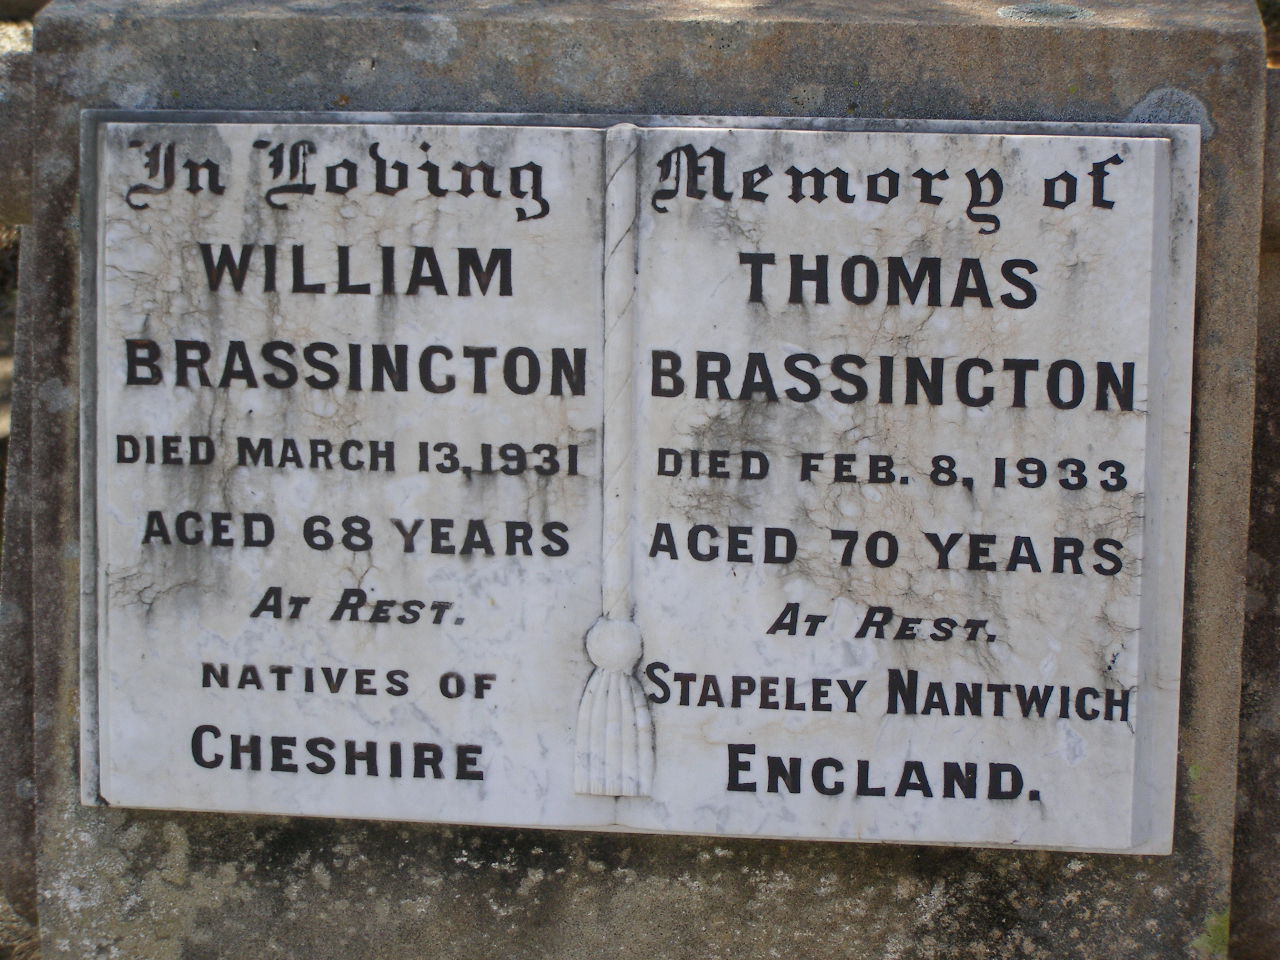 In Loving
WILLIAM
BRASSINGTON
DIED MARCH 13, 1931
AGED 68 YEARS
AT REST.
NATIVES OF
CHESHIRE
Memory of
THOMAS
BRASSINGTON
DIED FEB. 8, 1933
AGED 70 YEARS
AT REST.
STAPELEY NANTWICH
ENGLAND.